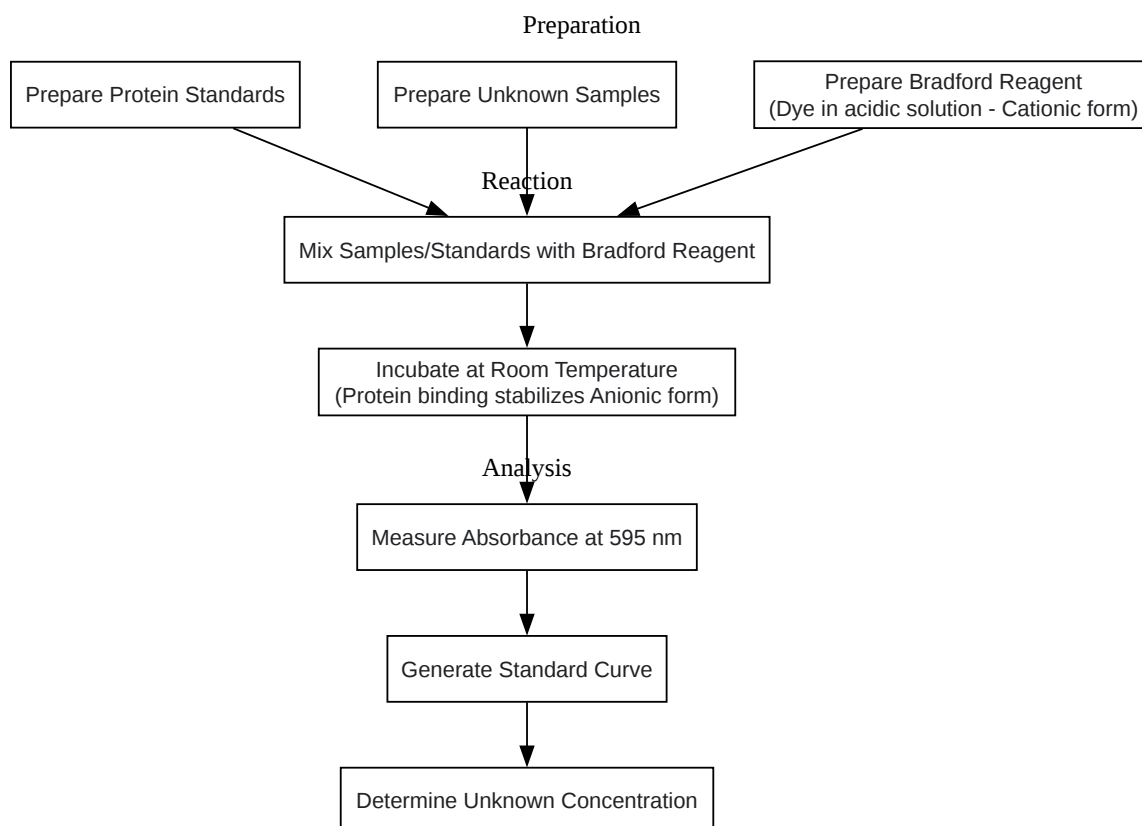 Preparation
Prepare Protein Standards
Prepare Unknown Samples
Prepare Bradford Reagent
(Dye in acidic solution - Cationic form)
Reaction
Mix Samples/Standards with Bradford Reagent
Incubate at Room Temperature
(Protein binding stabilizes Anionic form)
Analysis
Measure Absorbance at 595 nm
Generate Standard Curve
Determine Unknown Concentration